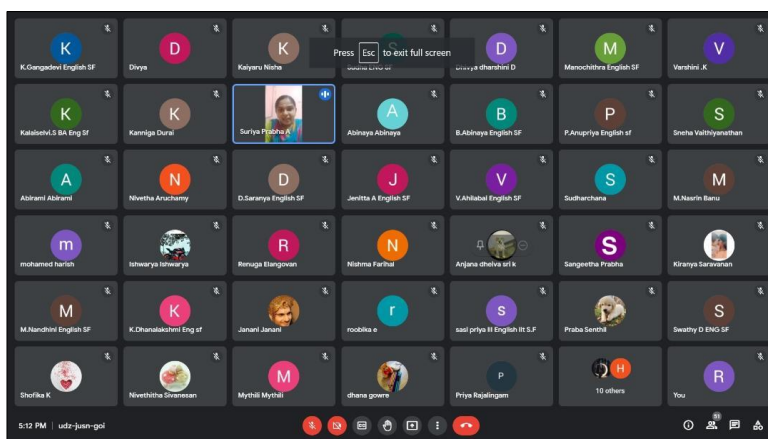 Press Esc to exit full screen
K
K.Gangadevi English SF
D
Divya
K
Kaiyaru Nisha
D
Dhivya dharshini D
M
Manochithra English SF
V
Varshini .K
K
Kalaiselvi.S BA Eng Sf
K
Kanniga Durai
Suriya Prabha A
A
Abinaya Abinaya
B
B.Abinaya English SF
P
P.Anupriya English sf
S
Sneha Vaithiyanathan
A
Abirami Abirami
N
Nivetha Aruchamy
D
D.Saranya English SF
J
Jenitta A English SF
V
V.Ahilabal English SF
S
Sudharchana
M
M.Nasrin Banu
m
mohamed harish
Ishwarya Ishwarya
R
Renuga Elangovan
N
Nishma Farihal
Anjana dheiva sri k
S
Sangeetha Prabha
Kiranya Saravanan
M
M.Nandhini English SF
K
K.Dhanalakshmi Eng sf
Janani Janani
r
roobika e
s
sasi priya III English lit S.F
Praba Senthil
S
Swathy D ENG SF
Shofika K
Nivethitha Sivanesan
M
Mythili Mythili
dhana gowre
P
Priya Rajalingam
H
10 others
R
You
5:12 PM | udz-jusn-goi
51